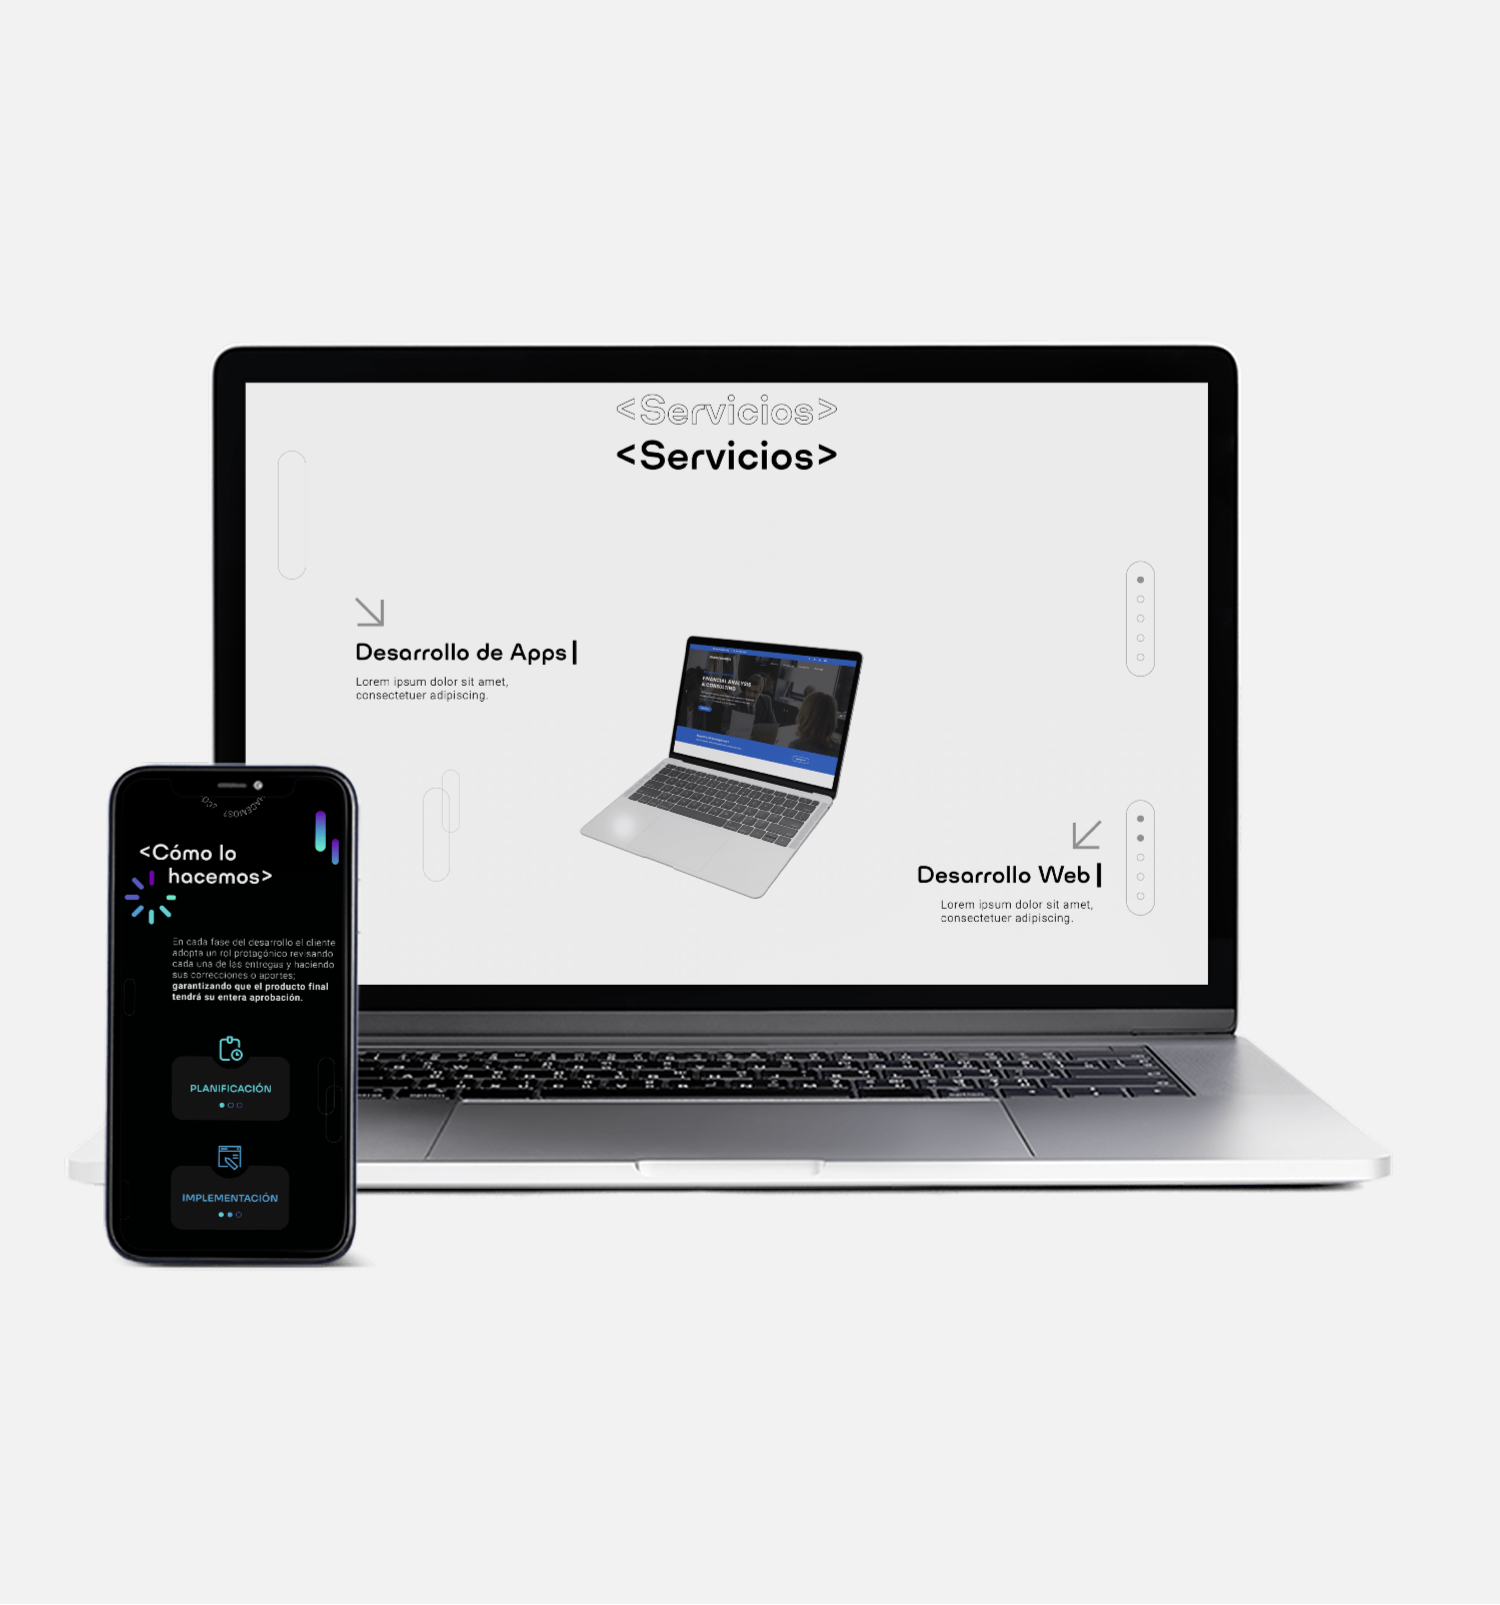 <Servicios>
<Servicios>
Desarrollo de Apps|
Lorem ipsum dolor sit amet,
consectetuer adipiscing.
FINANCIAL ANALYSIS
& CONSULTING
Desarrollo Web|
Lorem ipsum dolor sit amet,
consectetuer adipiscing.
<Cómo lo
hacemos>
En cada fase del desarrollo el cliente
adopta un rol protagónico revisando
cada una de las entregas y haciendo
sus correcciones o aportes;
garantizando que el producto final
tendrá su entera aprobación.
PLANIFICACIÓN
IMPLEMENTACIÓN